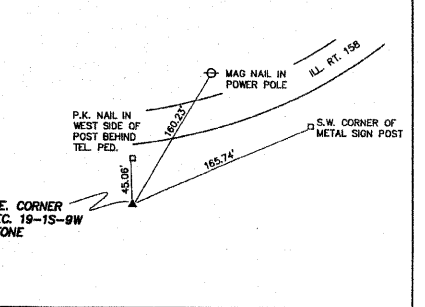 MAG NAIL IN
POWER POLE
ILL. RT. 158
P.K. NAIL IN
WEST SIDE OF
POST BEHIND
TEL. PED.
160.23'
S.W. CORNER OF
METAL SIGN POST
165.74'
45.06'
E. CORNER
C. 19-1S-9W
TONE